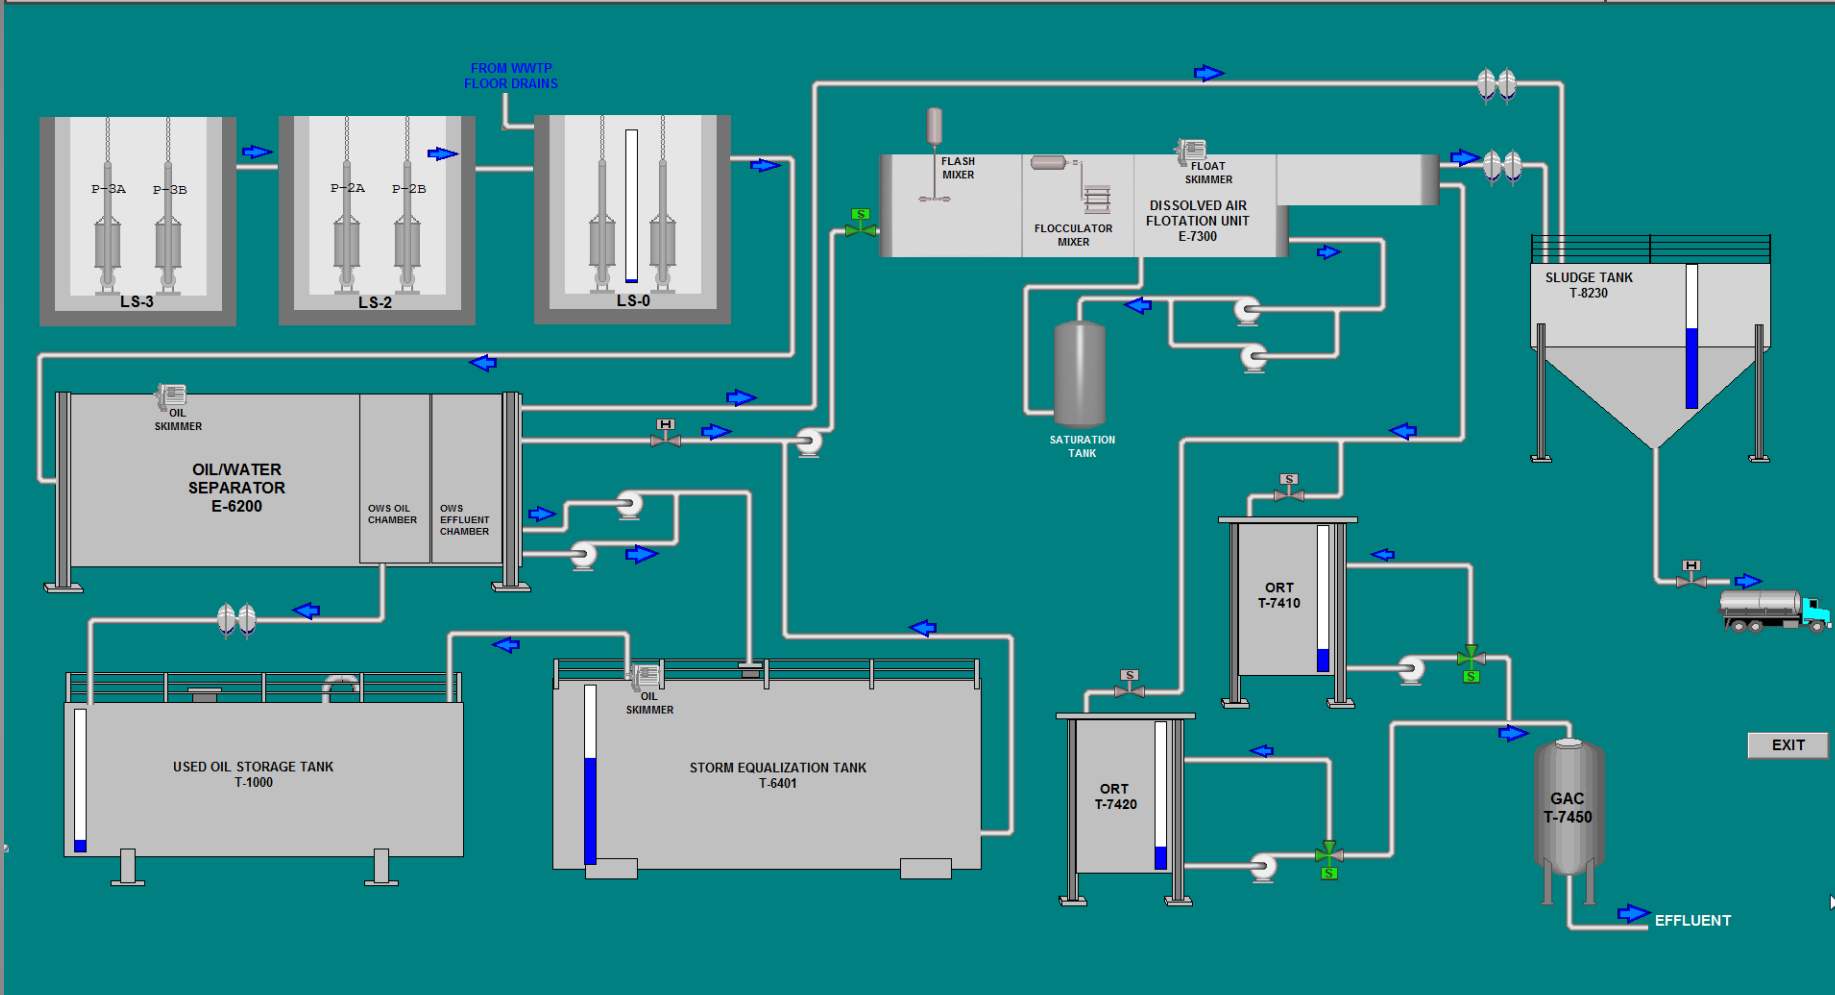 FROM WWTP
FLOOR DRAINS
P-3A
P-3B
LS-3
P-2A
P-2B
LS-2
LS-0
FLASH
MIXER
FLOCCULATOR
MIXER
FLOAT
SKIMMER
DISSOLVED AIR
FLOTATION UNIT
E-7300
S
SATURATION
TANK
SLUDGE TANK
T-8230
OIL
SKIMMER
OIL/WATER
SEPARATOR
E-6200
OWS OIL
CHAMBER
OWS
EFFLUENT
CHAMBER
H
S
ORT
T-7410
S
H
USED OIL STORAGE TANK
T-1000
OIL
SKIMMER
STORM EQUALIZATION TANK
T-6401
S
ORT
T-7420
S
GAC
T-7450
EXIT
EFFLUENT